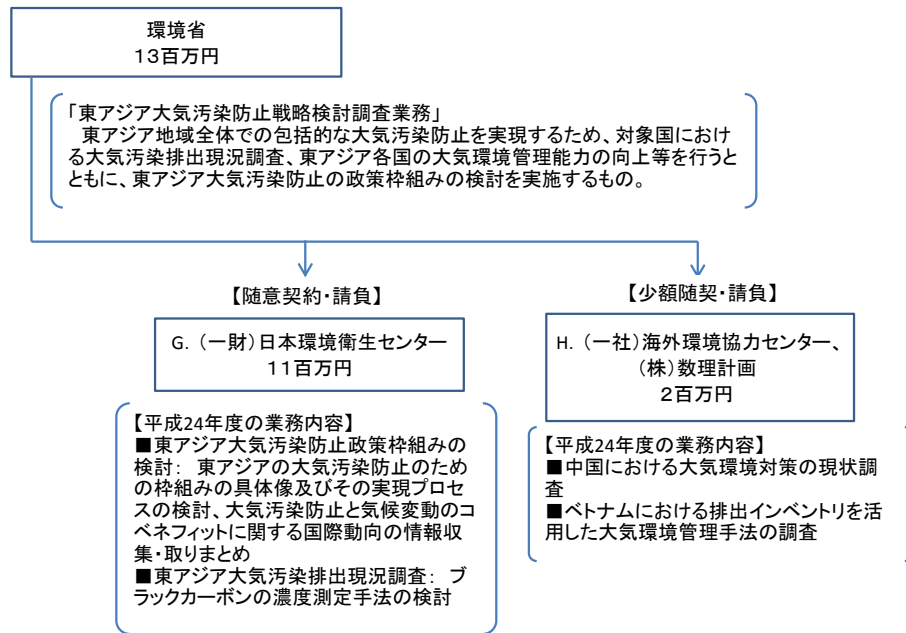 環境省
13百万円
「東アジア大気汚染防止戦略検討調査業務」
東アジア地域全体での包括的な大気汚染防止を実現するため、対象国にお
る大気汚染排出現況調査、東アジア各国の大気環境管理能力の向上等を行うと
ともに、東アジア大気汚染防止の政策枠組みの検討を実施するもの。
【随意契約・請負】
【少額随契・請負】
G. （一財）日本環境衛生センター
11百万円
H. （一社）海外環境協力センター、
（株）数理計画
2百万円
【平成24年度の業務内容】
■東アジア大気汚染防止政策枠組みの
検討： 東アジアの大気汚染防止のため
の枠組みの具体像及びその実現プロセ
スの検討、大気汚染防止と気候変動のコ
ベネフィットに関する国際動向の情報収
集・取りまとめ
■東アジア大気汚染排出現況調査： ブ
ラックカーボンの濃度測定手法の検討
【平成24年度の業務内容】
■中国における大気環境対策の現状調
査
■ベトナムにおける排出インベントリを活
用した大気環境管理手法の調査